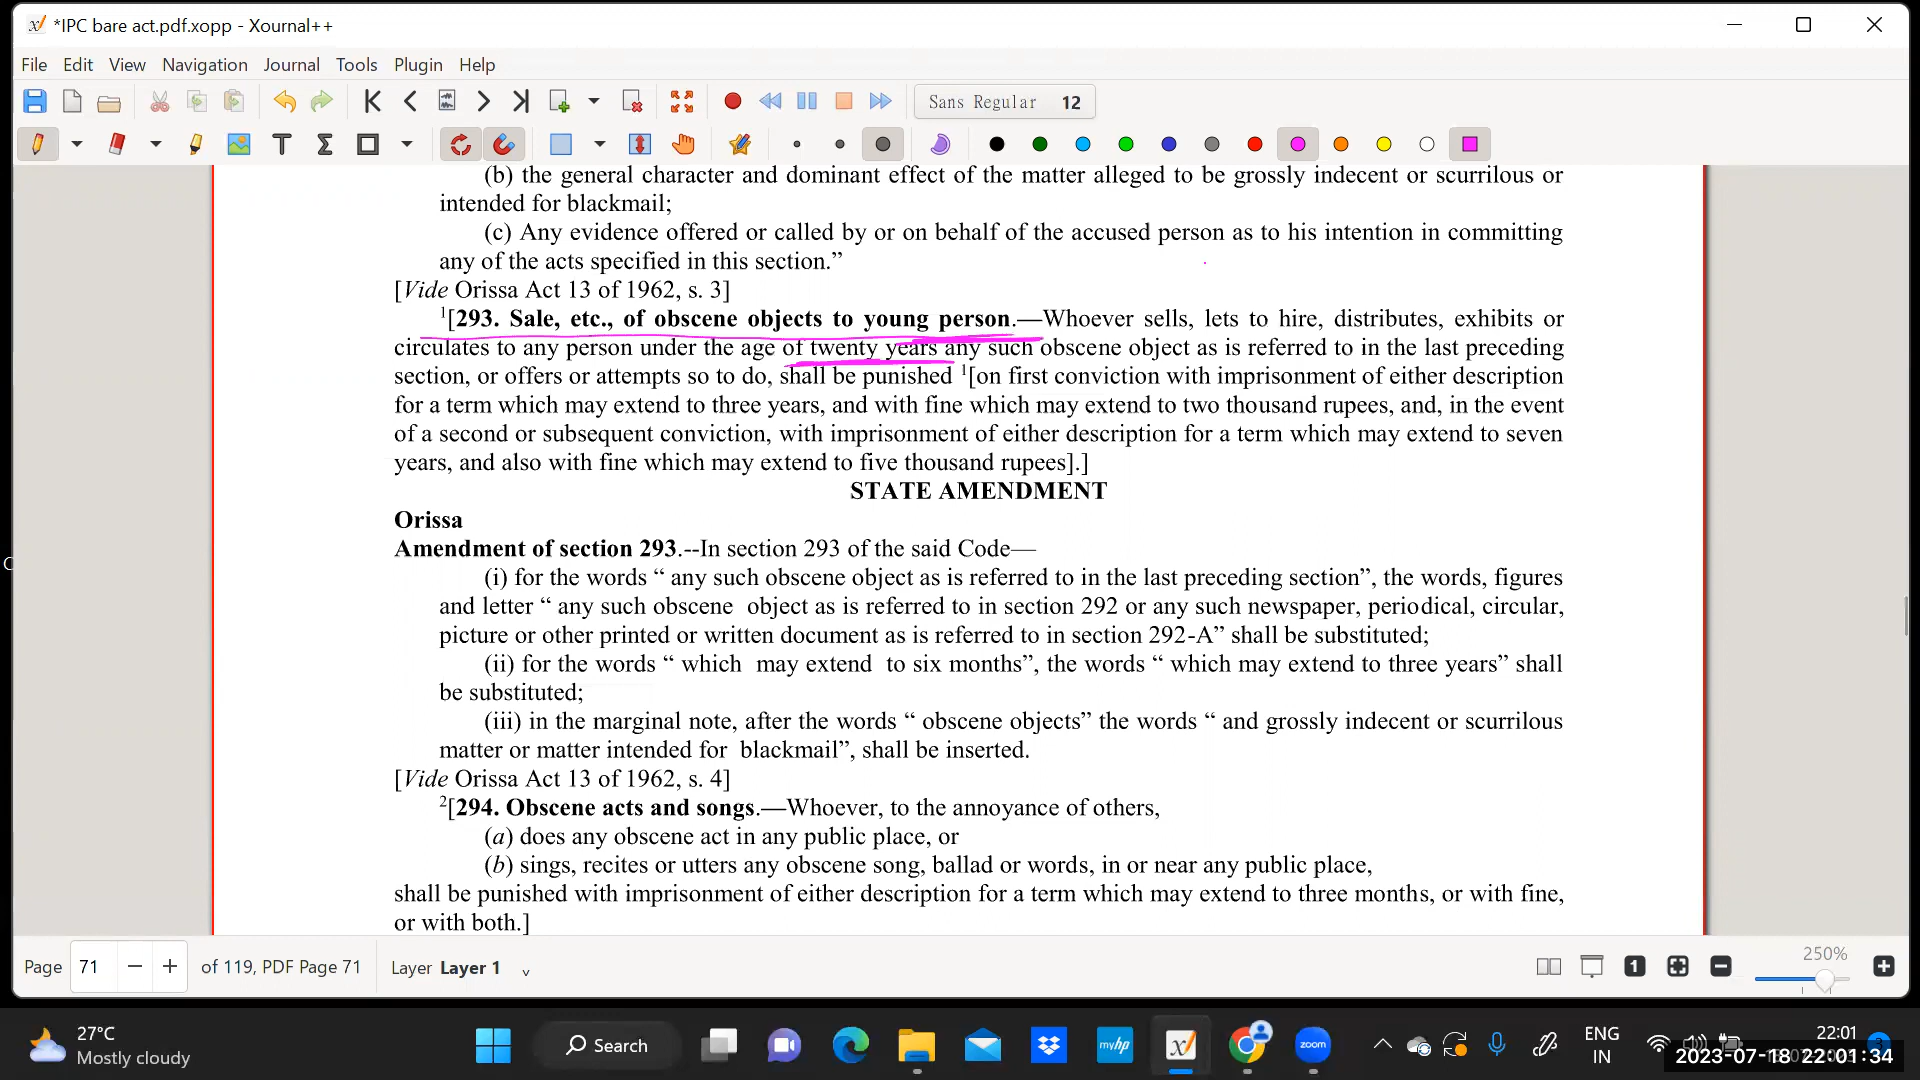 *IPC bare act.pdf.xopp - Xournal++
File Edit View Navigation Journal Tools Plugin Help
Sans Regular 12
(b) the general character and dominant effect of the matter alleged to be grossly indecent or scurrilous or
intended for blackmail;
(c) Any evidence offered or called by or on behalf of the accused person as to his intention in committing
any of the acts specified in this section.”
[Vide Orissa Act 13 of 1962, s. 3]
1[293. Sale, etc., of obscene objects to young person.—Whoever sells, lets to hire, distributes, exhibits or
circulates to any person under the age of twenty years any such obscene object as is referred to in the last preceding
section, or offers or attempts so to do, shall be punished 1[on first conviction with imprisonment of either description
for a term which may extend to three years, and with fine which may extend to two thousand rupees, and, in the event
of a second or subsequent conviction, with imprisonment of either description for a term which may extend to seven
years, and also with fine which may extend to five thousand rupees].]
STATE AMENDMENT
Orissa
Amendment of section 293.--In section 293 of the said Code—
(i) for the words “ any such obscene object as is referred to in the last preceding section”, the words, figures
and letter “ any such obscene object as is referred to in section 292 or any such newspaper, periodical, circular,
picture or other printed or written document as is referred to in section 292-A” shall be substituted;
(ii) for the words “ which may extend to six months”, the words “ which may extend to three years” shall
be substituted;
(iii) in the marginal note, after the words “ obscene objects” the words “ and grossly indecent or scurrilous
matter or matter intended for blackmail”, shall be inserted.
[Vide Orissa Act 13 of 1962, s. 4]
2[294. Obscene acts and songs.—Whoever, to the annoyance of others,
(a) does any obscene act in any public place, or
(b) sings, recites or utters any obscene song, ballad or words, in or near any public place,
shall be punished with imprisonment of either description for a term which may extend to three months, or with fine,
or with both.]
Page 71 of 119, PDF Page 71 Layer Layer 1 250%
27°C
Mostly cloudy
Search
myhp
zoom
ENG
IN
22:01
2023-07-18 22:01:34